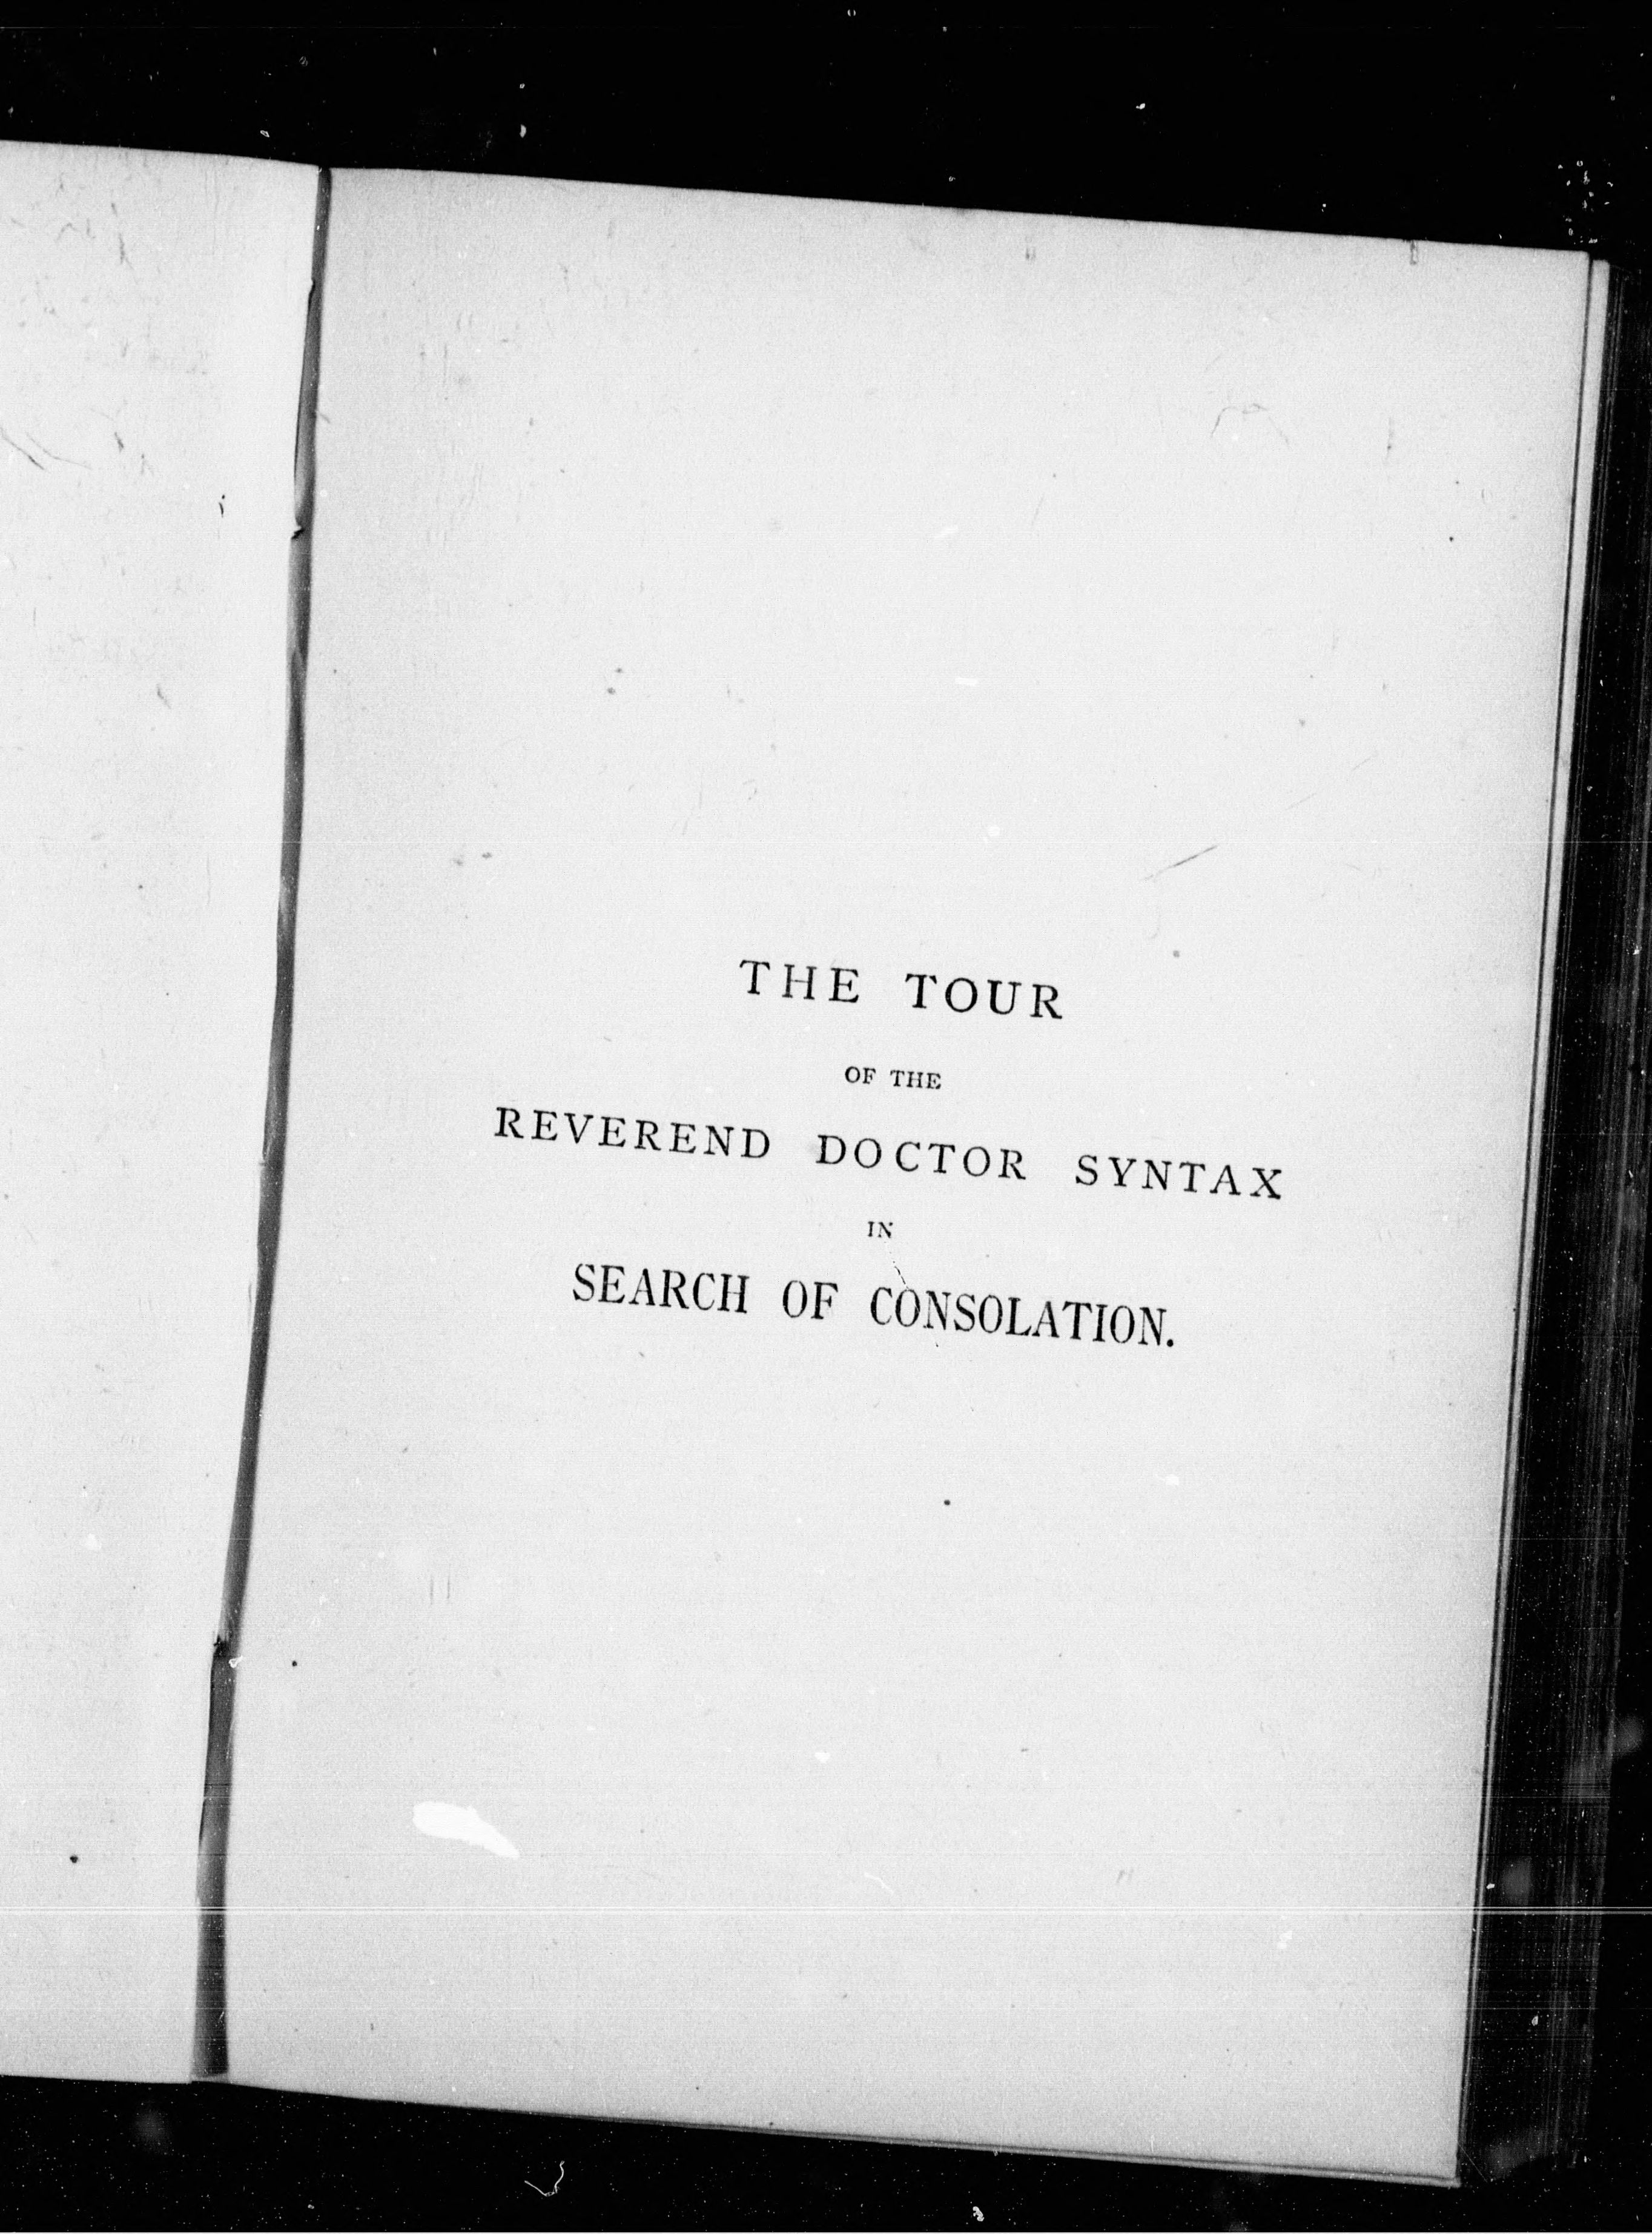 THE TOUR
OF THE
REVEREND DOCTOR SYNTAX
IN
SEARCH OF CONSOLATION.